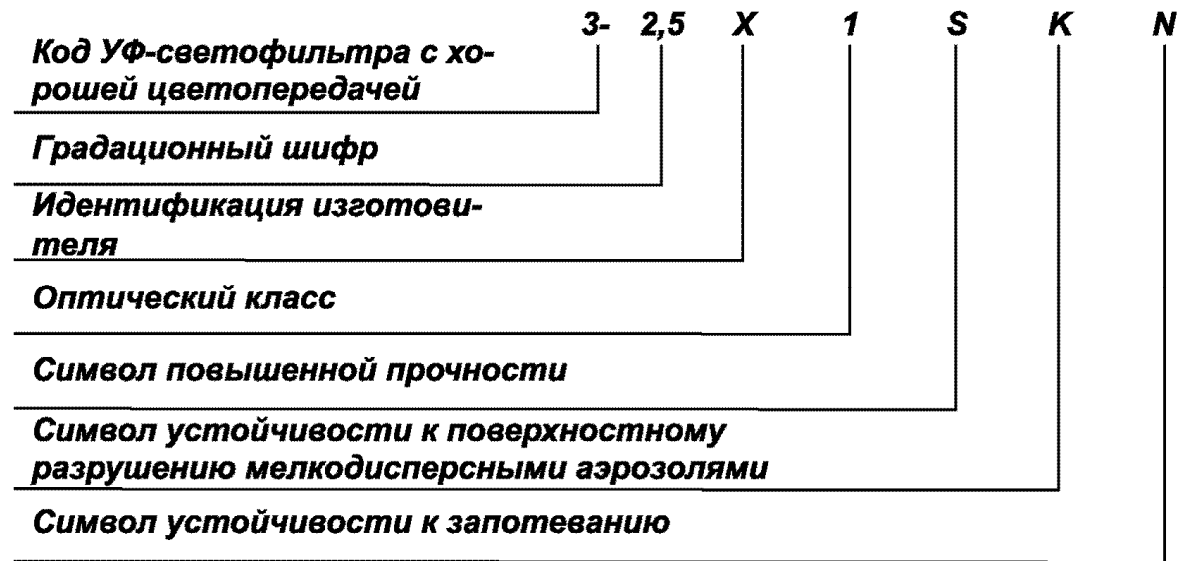 3- 2,5 X 1 S K N
Код УФ-светофильтра с хо-
рошей цветопередачей
Градационный шифр
Идентификация изготови-
теля
Оптический класс
Символ повышенной прочности
Символ устойчивости к поверхностному
разрушению мелкодисперсными аэрозолями
Символ устойчивости к запотеванию